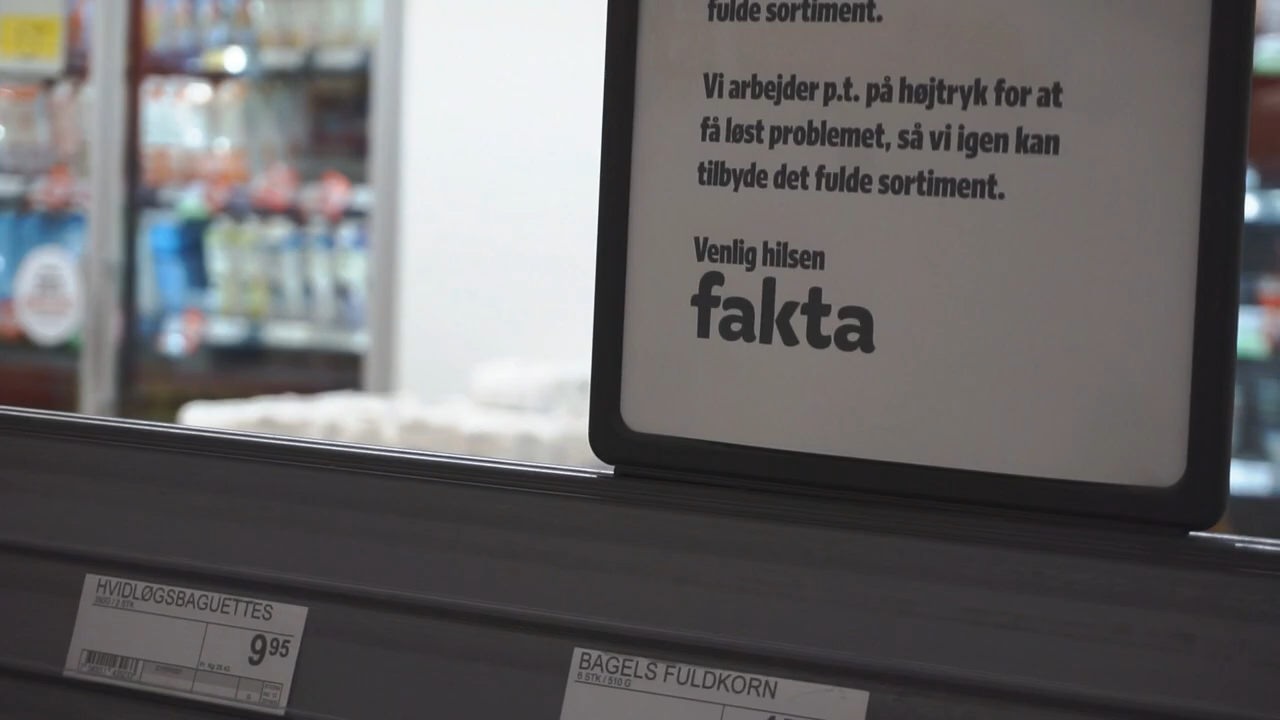 fulde sortiment.
Vi arbejder p.t. på højtryk for at
få løst problemet, så vi igen kan
tilbyde det fulde sortiment.
Venlig hilsen
fakta
HVIDLØGSBAGUETTES
9 95
BAGELS FULDKORN
6 STK / 510 G